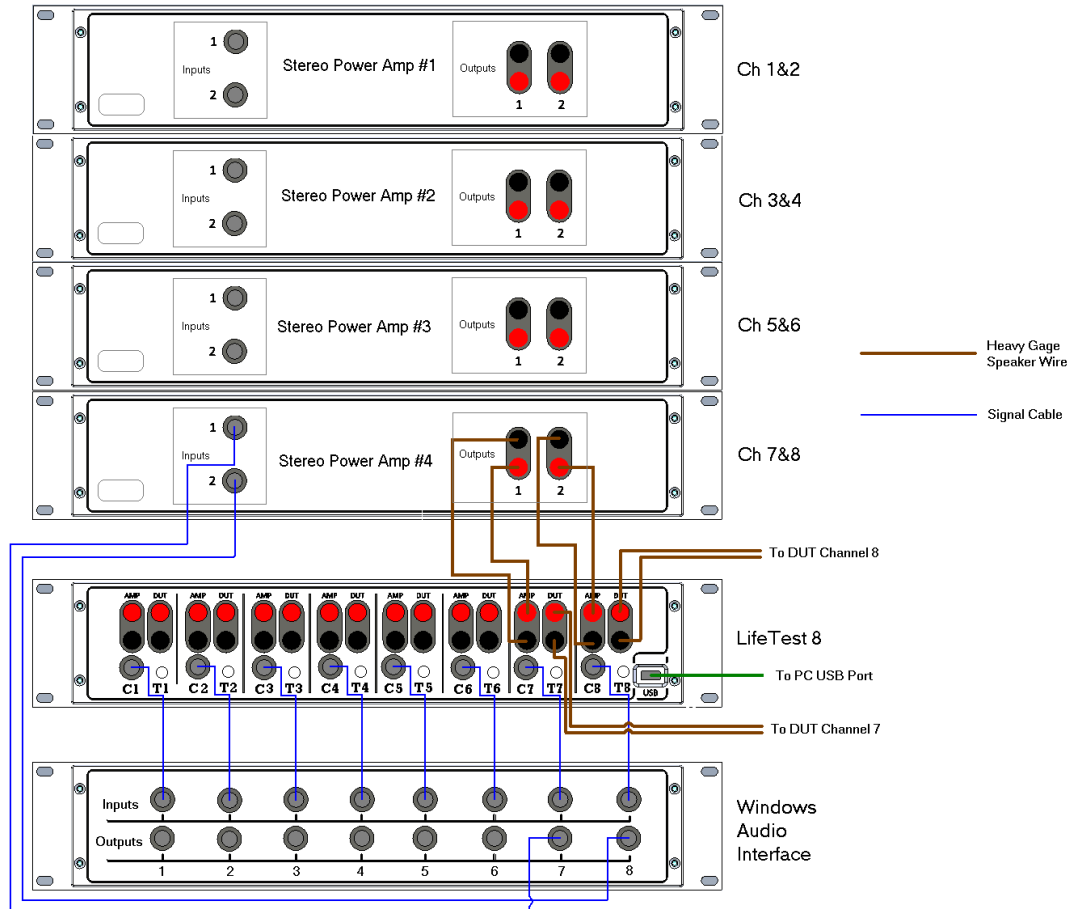 1
Inputs
2
Stereo Power Amp #1
Outputs
1 2
Ch 1&2
1
Inputs
2
Stereo Power Amp #2
Outputs
1 2
Ch 3&4
1
Inputs
2
Stereo Power Amp #3
Outputs
1 2
Ch 5&6
Heavy Gage
Speaker Wire
Signal Cable
1
Inputs
2
Stereo Power Amp #4
Outputs
1 2
Ch 7&8
To DUT Channel 8
AMP DUT AMP DUT AMP DUT AMP DUT AMP DUT AMP DUT AMP DUT AMP DUT
C1 T1 C2 T2 C3 T3 C4 T4 C5 T5 C6 T6 C7 T7 C8 T8
USB
LifeTest 8
To PC USB Port
To DUT Channel 7
Inputs
Outputs
1 2 3 4 5 6 7 8
Windows
Audio
Interface